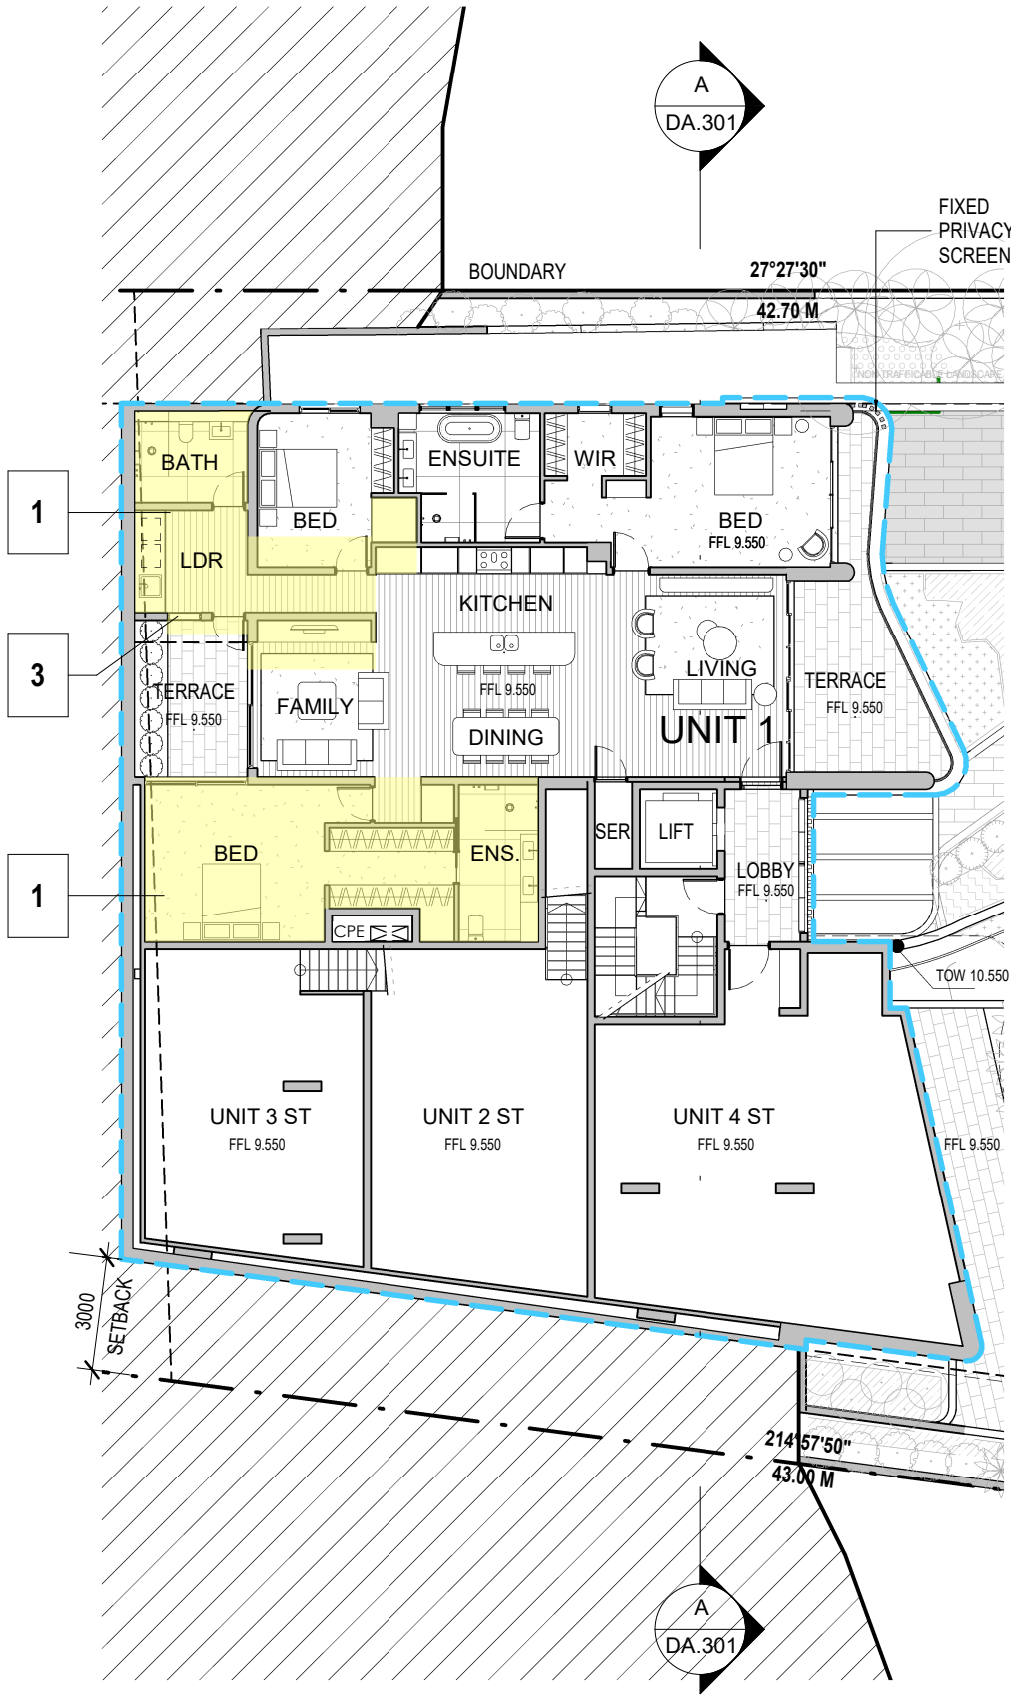 A
DA.301
FIXED
PRIVACY
SCREEN
BOUNDARY
27°27'30"
42.70 M
NON TRAFFICABLE LANDSCAPE
BATH
BED
ENSUITE
WIR
BED
FFL 9.550
1
LDR
KITCHEN
3
TERRACE
FFL 9.550
FAMILY
FFL 9.550
LIVING
TERRACE
FFL 9.550
DINING
UNIT 1
1
BED
ENS.
SER
LIFT
LOBBY
FFL 9.550
CPE
TOW 10.550
UNIT 3 ST
FFL 9.550
UNIT 2 ST
FFL 9.550
UNIT 4 ST
FFL 9.550
FFL 9.550
3000
SETBACK
214°57'50"
43.00 M
A
DA.301